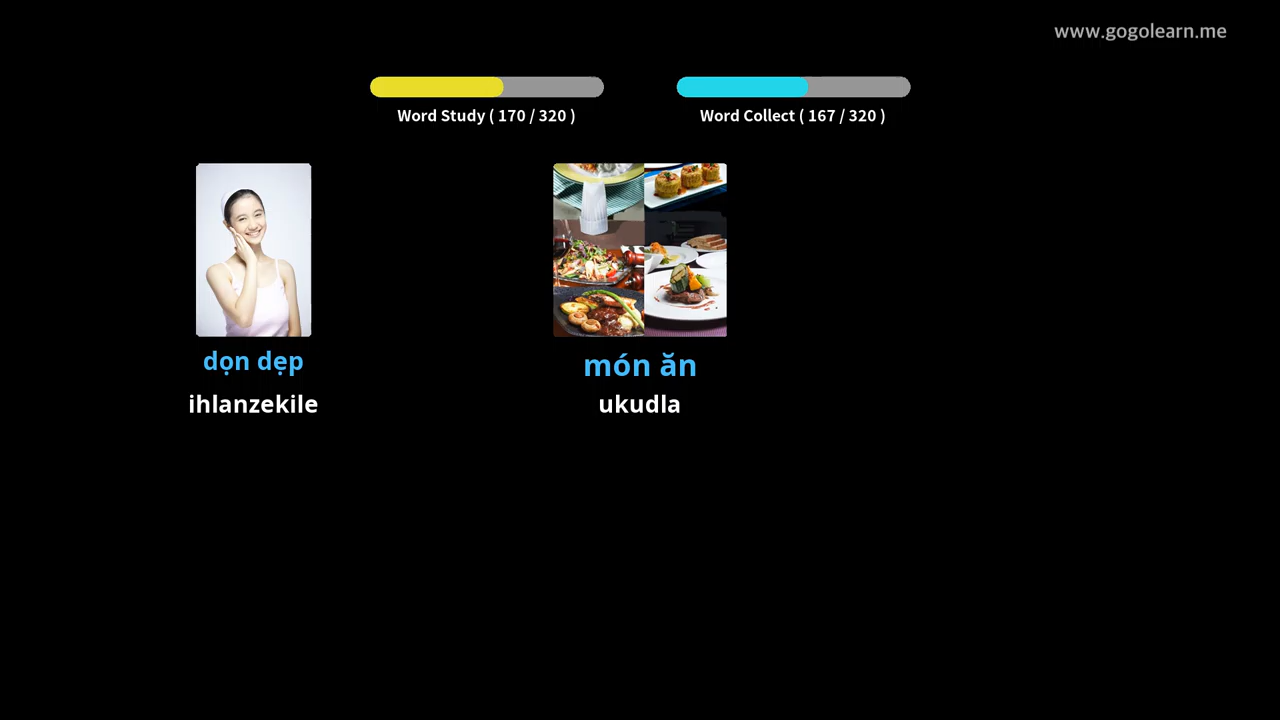 www.gogolearn.me
Word Study ( 170 / 320 )
Word Collect ( 167 / 320 )
dọn dẹp
món ăn
ihlanzekile
ukudla